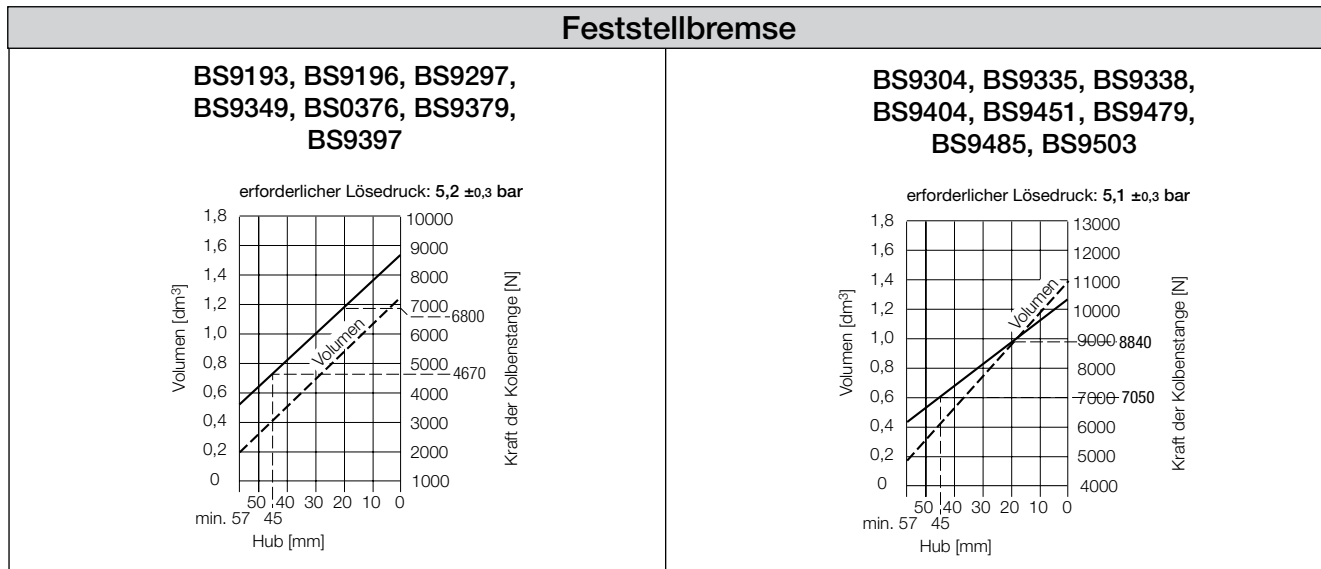 Feststellbremse
BS9193, BS9196, BS9297,
BS9349, BS0376, BS9379,
BS9397
erforderlicher Lösedruck: 5,2 ±0,3 bar
1,8
1,6
1,4
1,2
1,0
0,8
0,6
0,4
0,2
0
Volumen [dm³]
Volumen
10000
9000
8000
7000
6800
6000
5000
4670
4000
3000
2000
1000
Kraft der Kolbenstange [N]
50 40 30 20 10 0
min. 57 45
Hub [mm]
BS9304, BS9335, BS9338,
BS9404, BS9451, BS9479,
BS9485, BS9503
erforderlicher Lösedruck: 5,1 ±0,3 bar
1,8
1,6
1,4
1,2
1,0
0,8
0,6
0,4
0,2
0
Volumen [dm³]
Volumen
13000
12000
11000
10000
9000 8840
8000
7000 7050
6000
5000
4000
Kraft der Kolbenstange [N]
50 40 30 20 10 0
min. 57 45
Hub [mm]